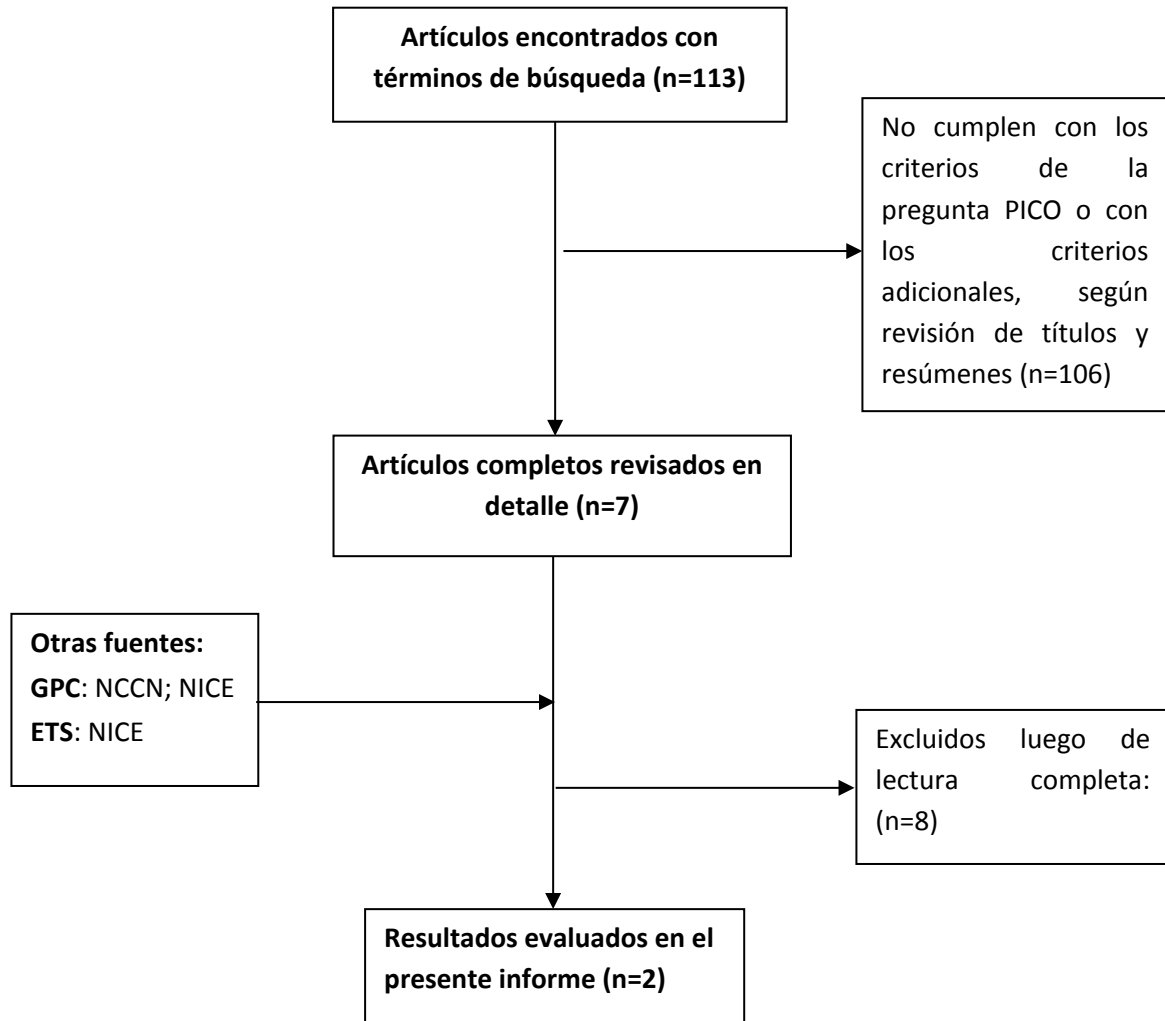 Artículos encontrados con
términos de búsqueda (n=113)
No cumplen con los
criterios de la
pregunta PICO o con
los criterios
adicionales, según
revisión de títulos y
resúmenes (n=106)
Artículos completos revisados en
detalle (n=7)
Otras fuentes:
GPC: NCCN; NICE
ETS: NICE
Excluidos luego de
lectura completa:
(n=8)
Resultados evaluados en el
presente informe (n=2)